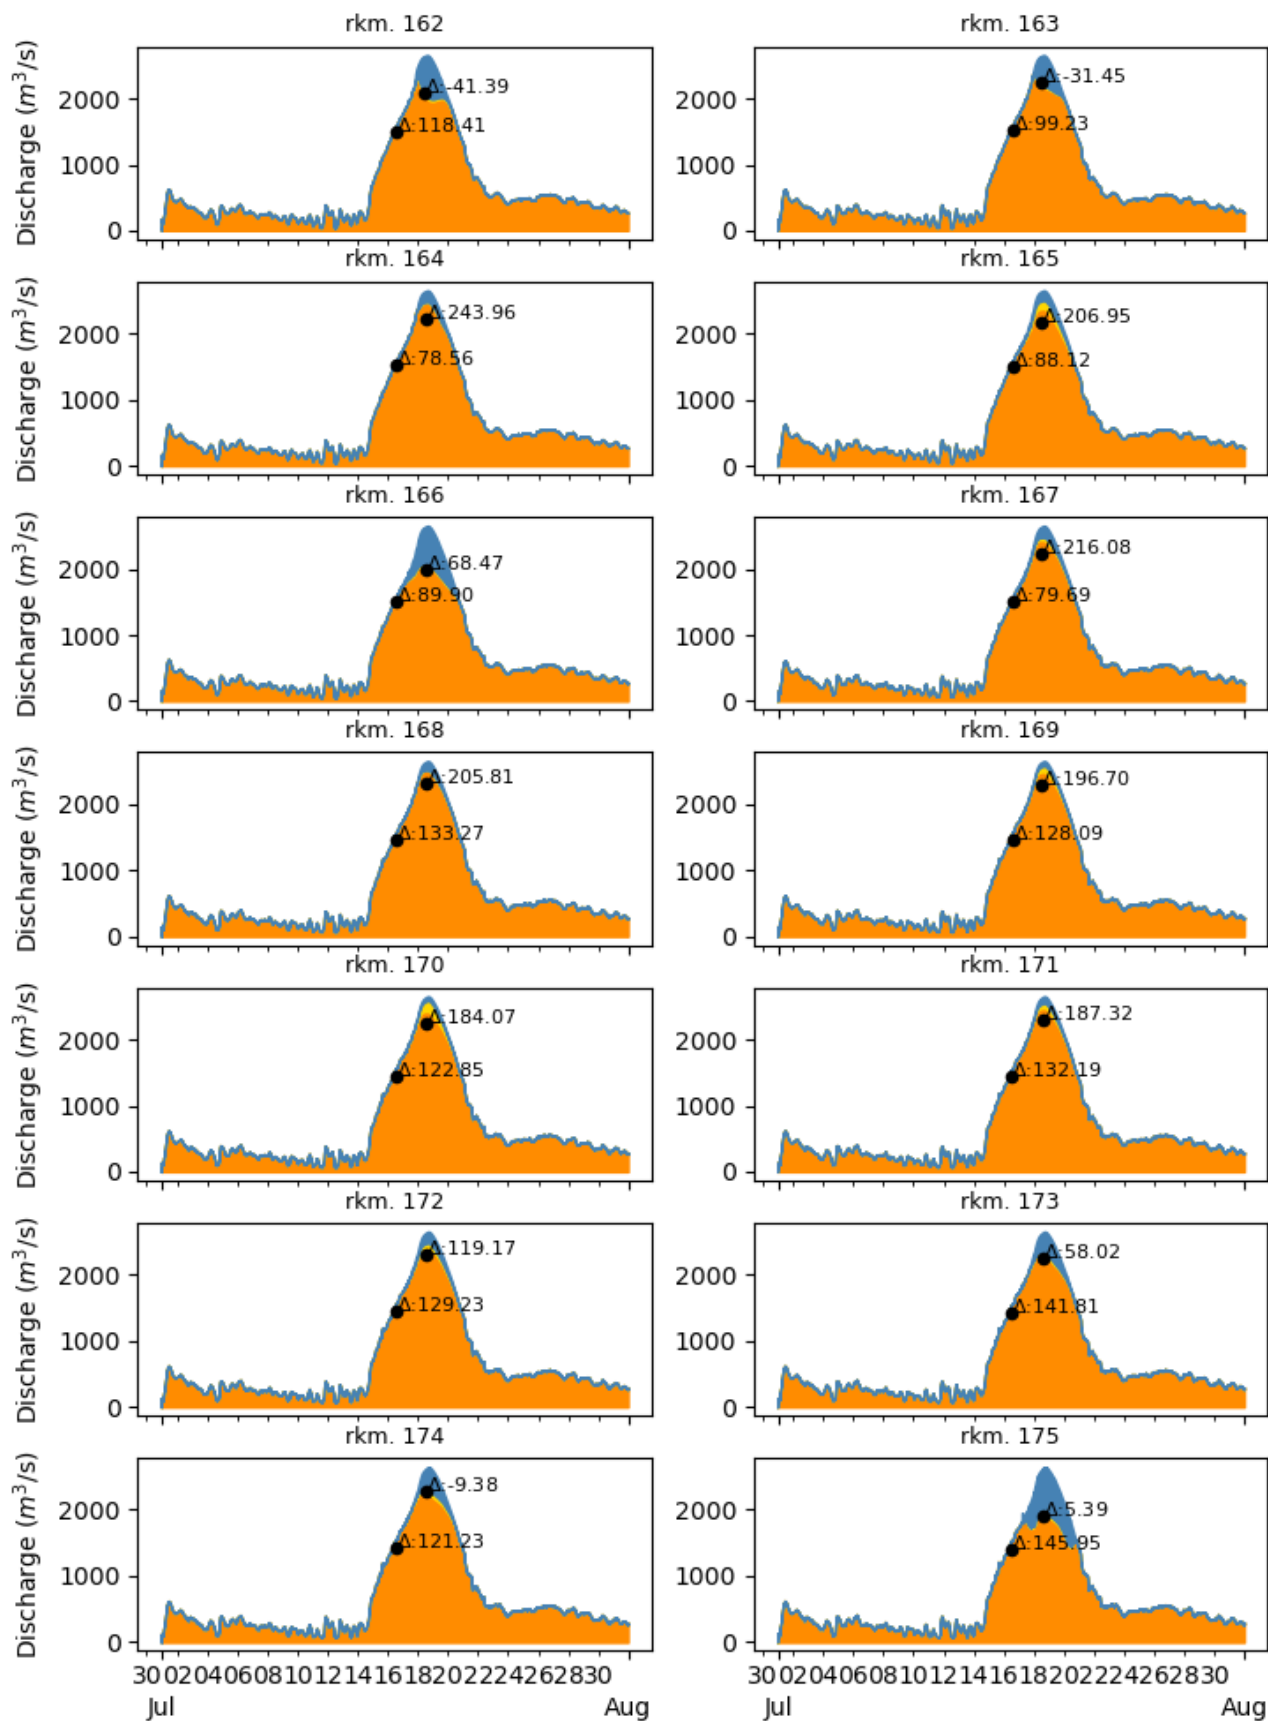 rkm. 162 rkm. 163
Discharge (m³/s)
2000
1000
0
Δ:-41.39
Δ:118.41
2000
1000
0
Δ:-31.45
Δ:99.23
rkm. 164 rkm. 165
Discharge (m³/s)
2000
1000
0
Δ:243.96
Δ:78.56
2000
1000
0
Δ:206.95
Δ:88.12
rkm. 166 rkm. 167
Discharge (m³/s)
2000
1000
0
Δ:68.47
Δ:89.90
2000
1000
0
Δ:216.08
Δ:79.69
rkm. 168 rkm. 169
Discharge (m³/s)
2000
1000
0
Δ:205.81
Δ:133.27
2000
1000
0
Δ:196.70
Δ:128.09
rkm. 170 rkm. 171
Discharge (m³/s)
2000
1000
0
Δ:184.07
Δ:122.85
2000
1000
0
Δ:187.32
Δ:132.19
rkm. 172 rkm. 173
Discharge (m³/s)
2000
1000
0
Δ:119.17
Δ:129.23
2000
1000
0
Δ:58.02
Δ:141.81
rkm. 174 rkm. 175
Discharge (m³/s)
2000
1000
0
Δ:-9.38
Δ:121.23
2000
1000
0
Δ:5.39
Δ:145.95
30 02 04 06 08 10 12 14 16 18 20 22 24 26 28 30
Jul Aug
30 02 04 06 08 10 12 14 16 18 20 22 24 26 28 30
Jul Aug